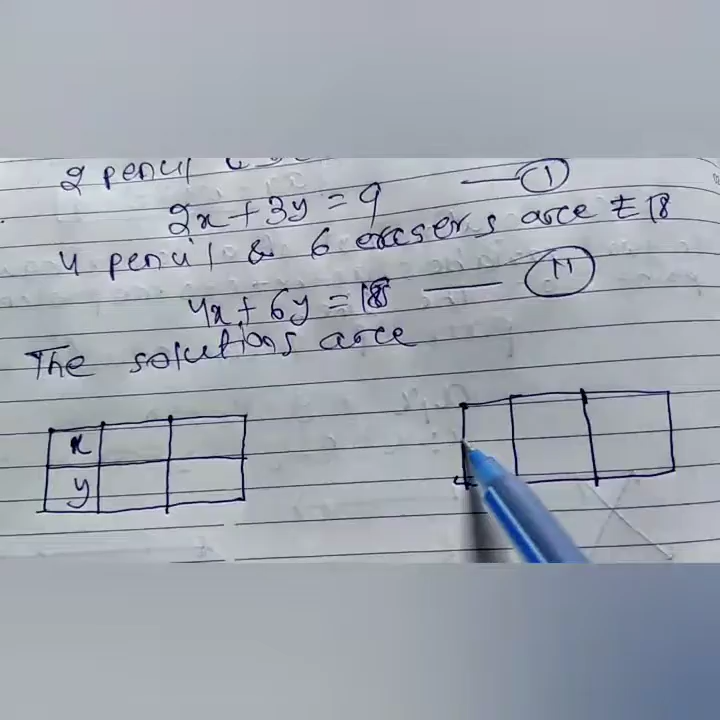 2 pencil
2x + 3y = 9 — I
4 pencil & 6 erasers are ₹ 18
4x + 6y = 18 — II
The solutions are
x
y